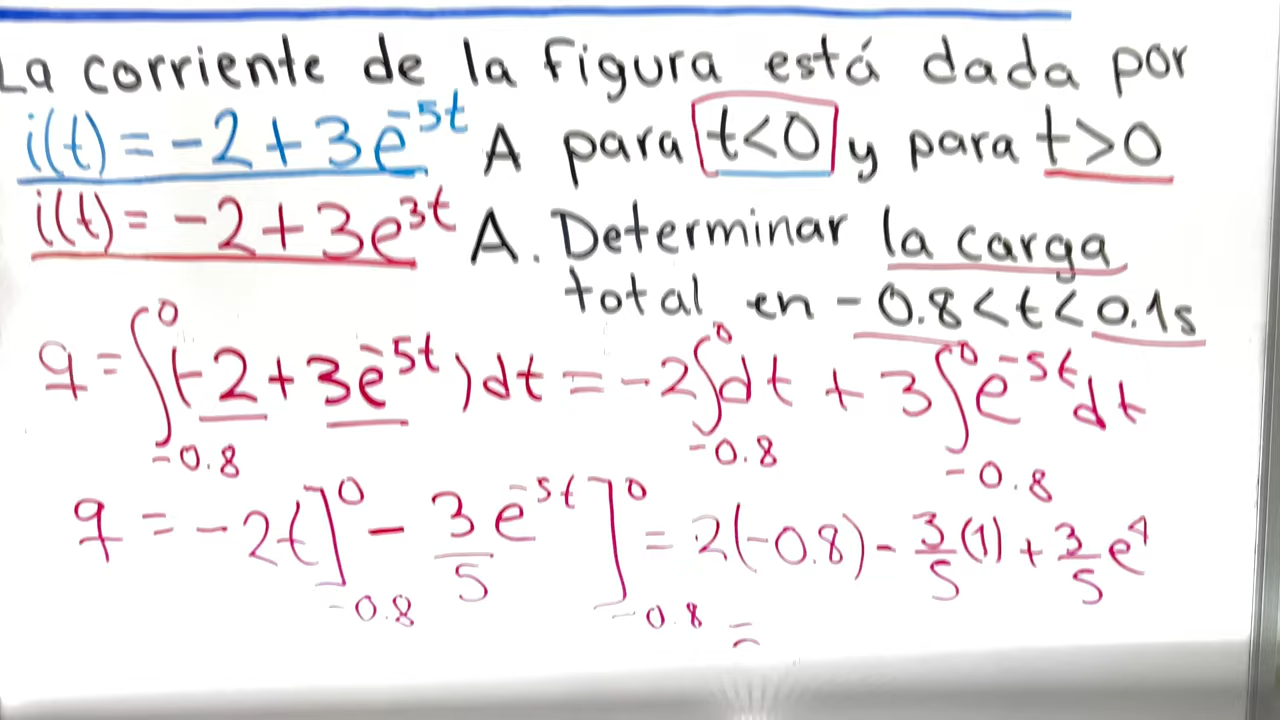 La corriente de la figura está dada por
i(t) = -2 + 3e^-5t A para t<0 y para t>0
i(t) = -2 + 3e^3t A. Determinar la carga
total en -0.8 < t < 0.1s
q = ∫_-0.8^0 (-2 + 3e^-5t) dt = -2∫_-0.8^0 dt + 3∫_-0.8^0 e^-5t dt
q = -2t]_-0.8^0 - 3/5 e^-5t]_-0.8^0 = 2(-0.8) - 3/5 (1) + 3/5 e^4
=